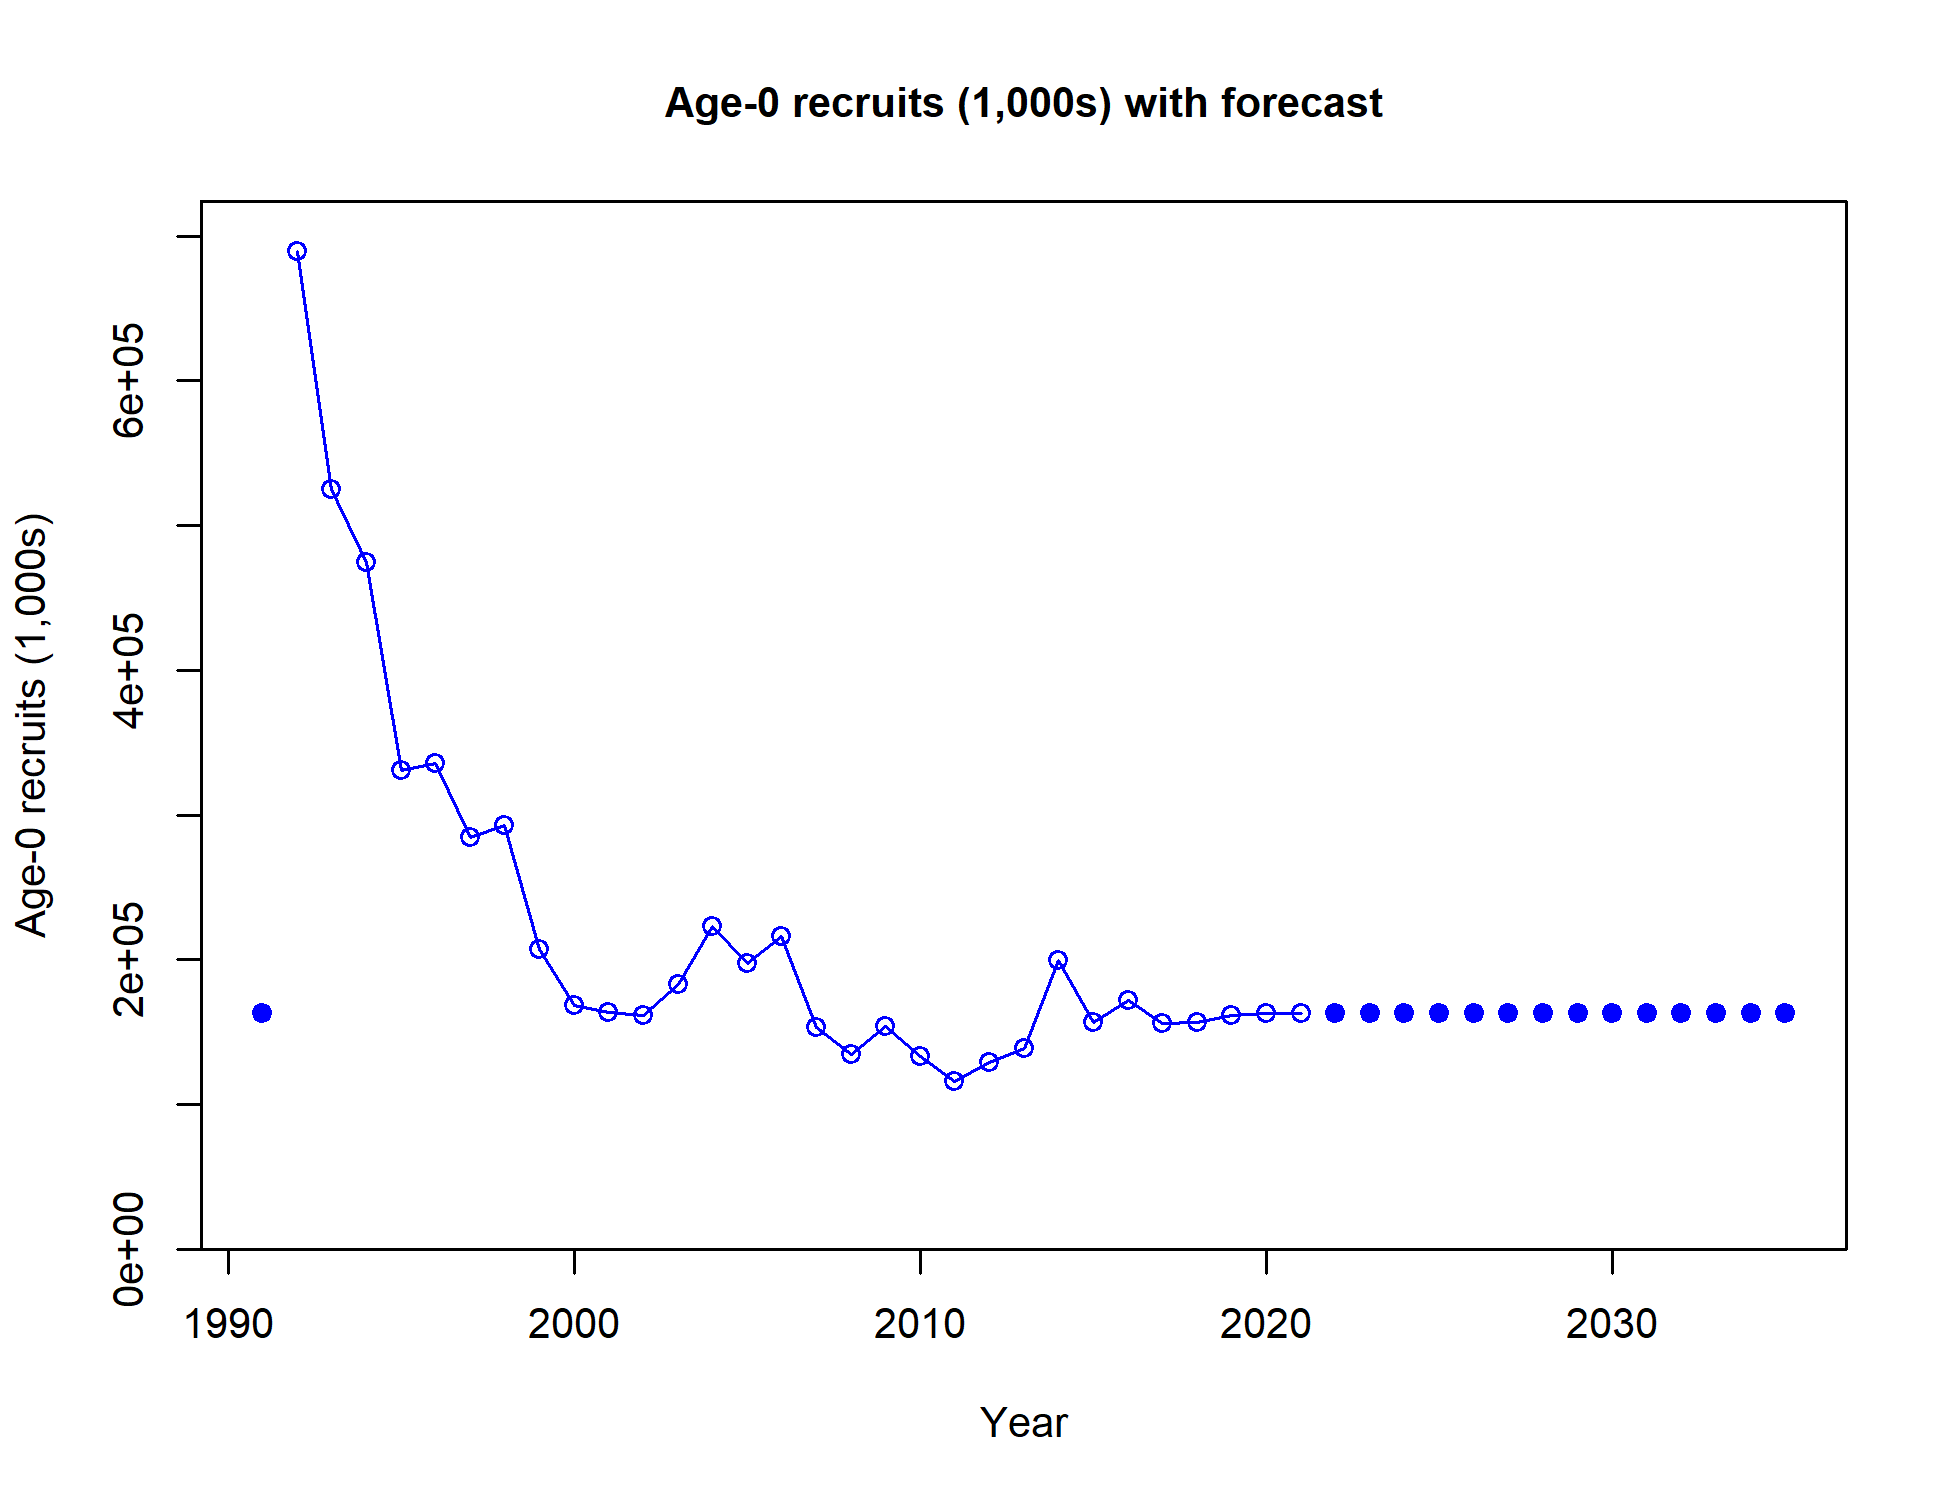 Age-0 recruits (1,000s) with forecast
Age-0 recruits (1,000s)
6e+05
4e+05
2e+05
0e+00
1990 2000 2010 2020 2030
Year